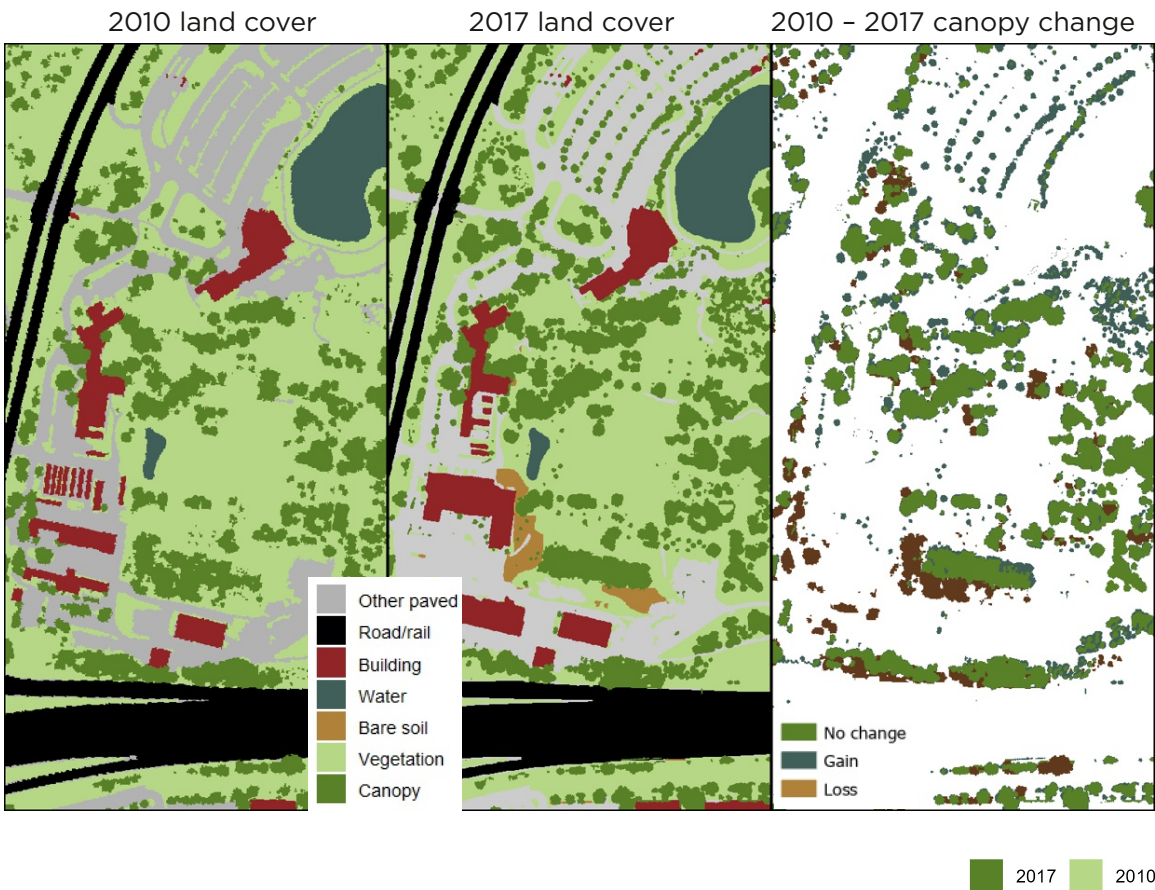 2010 land cover
2017 land cover
2010 – 2017 canopy change
Other paved
Road/rail
Building
Water
Bare soil
Vegetation
Canopy
No change
Gain
Loss
2017
2010